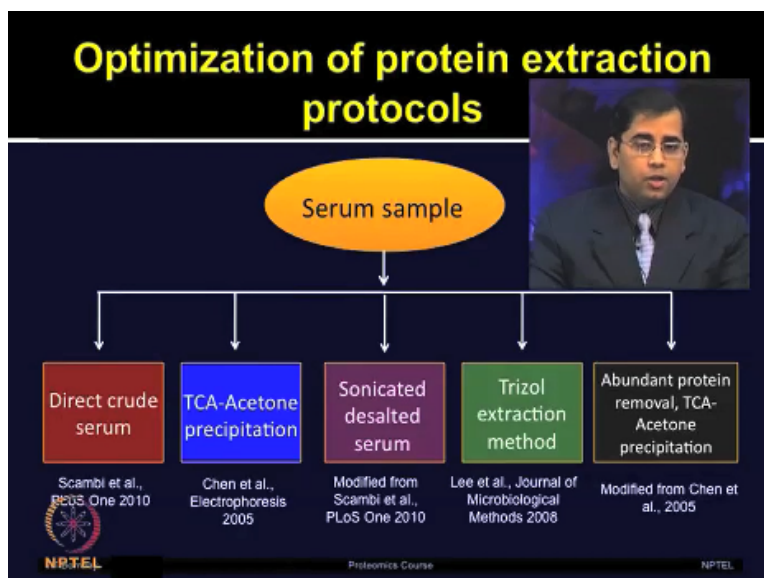 Optimization of protein extraction
protocols
Serum sample
Direct crude
serum
TCA-Acetone
precipitation
Sonicated
desalted
serum
Trizol
extraction
method
Abundant protein
removal, TCA-
Acetone
precipitation
Scambi et al.,
PLoS One 2010
Chen et al.,
Electrophoresis
2005
Modified from
Scambi et al.,
PLoS One 2010
Lee et al., Journal of
Microbiological
Methods 2008
Modified from Chen et
al., 2005
NPTEL
Proteomics Course
NPTEL